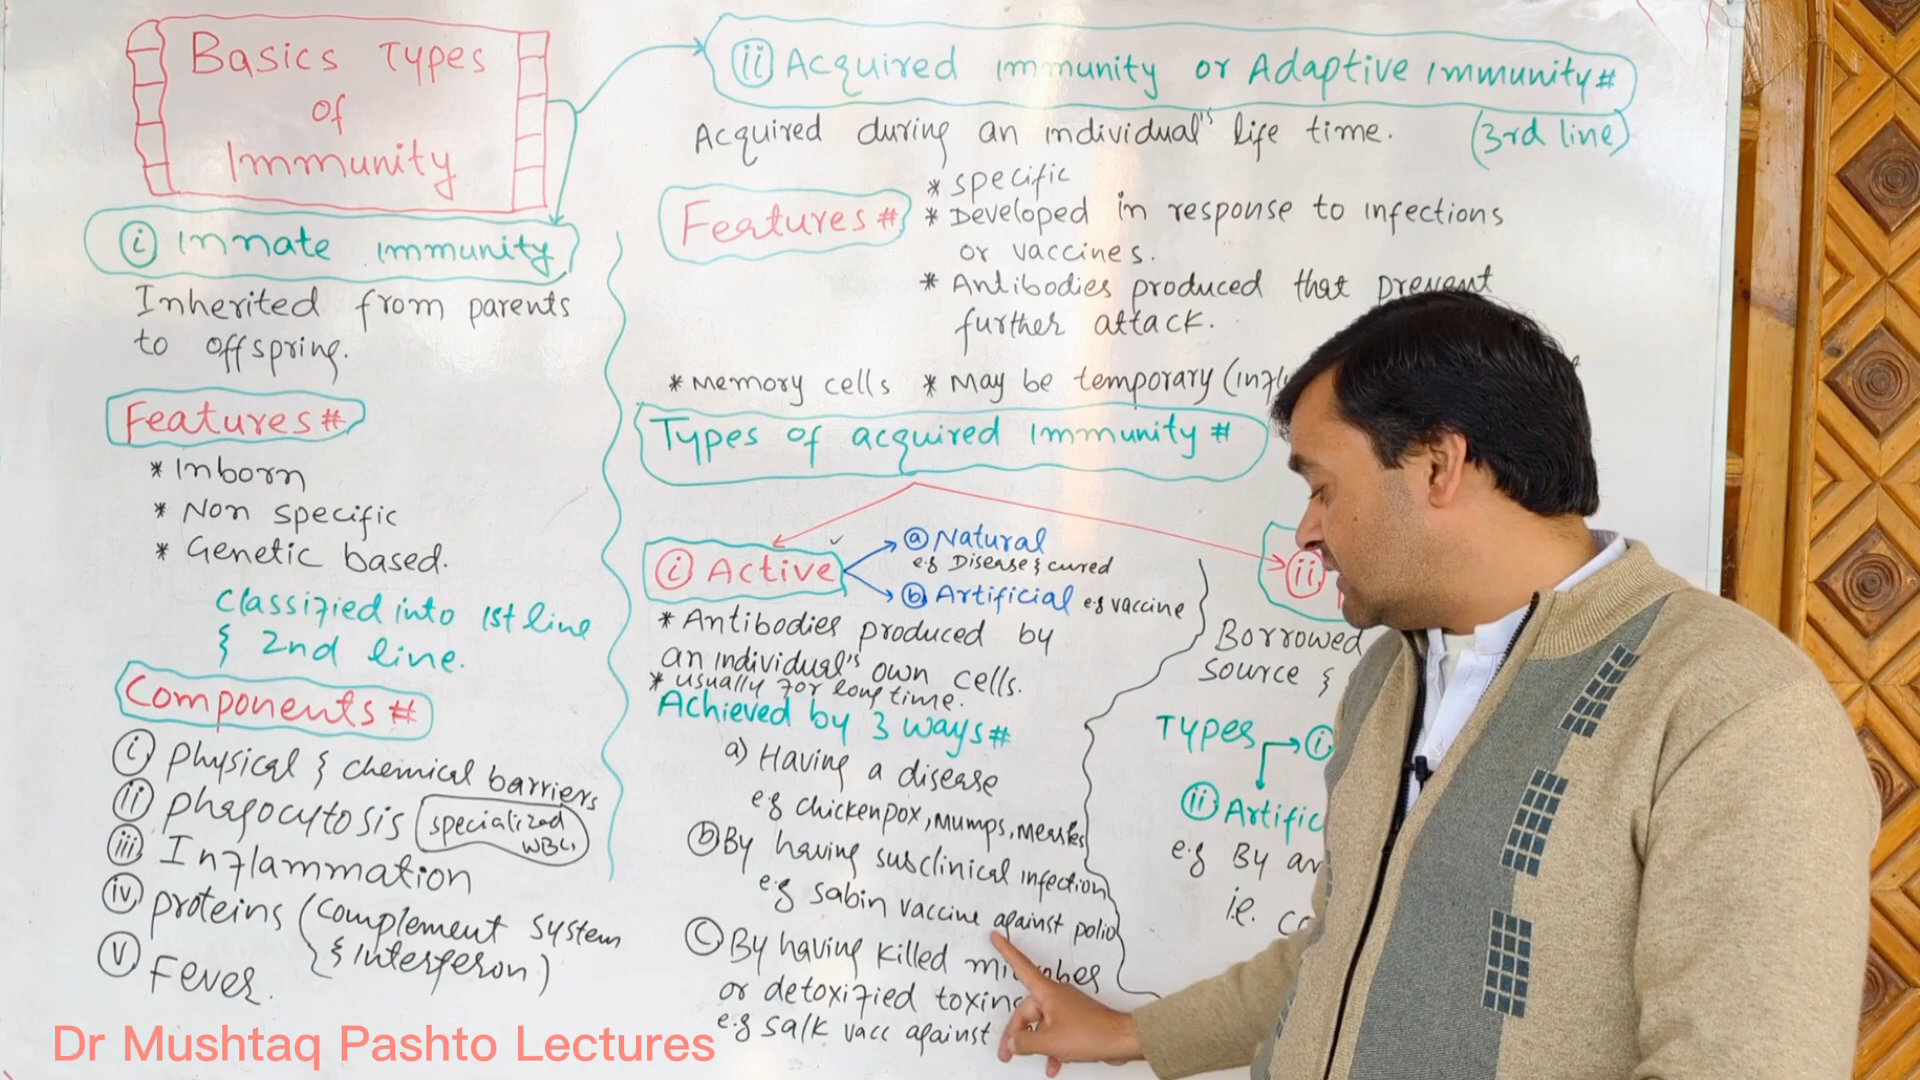 Basics Types
of
Immunity
(i) Innate immunity
Inherited from parents
to offspring.
Features #
* Inborn
* Non specific
* Genetic based.
Classified into 1st line
& 2nd line.
Components #
(i) Physical & chemical barriers
(ii) Phagocytosis (specialized WBC)
(iii) Inflammation
(iv) proteins (complement system
& interferon)
(v) Fever.
(ii) Acquired immunity or Adaptive immunity #
Acquired during an individual's life time. (3rd line)
Features #
* specific
* Developed in response to infections
or vaccines.
* Antibodies produced that prevent
further attack.
* Memory cells * May be temporary
Types of acquired immunity #
(i) Active
(a) Natural
e.g Disease & cured
(b) Artificial e.g vaccine
* Antibodies produced by
an individual's own cells.
* usually for long time.
Achieved by 3 ways #
a) Having a disease
e.g chickenpox, Mumps, Measles
(b) By having subclinical infection
e.g sabin vaccine against polio
(c) By having killed
or detoxified toxins
e.g salk vacc against
(ii)
Borrowed
source &
Types → (i)
(ii)
e.g By
i.e.
Dr Mushtaq Pashto Lectures